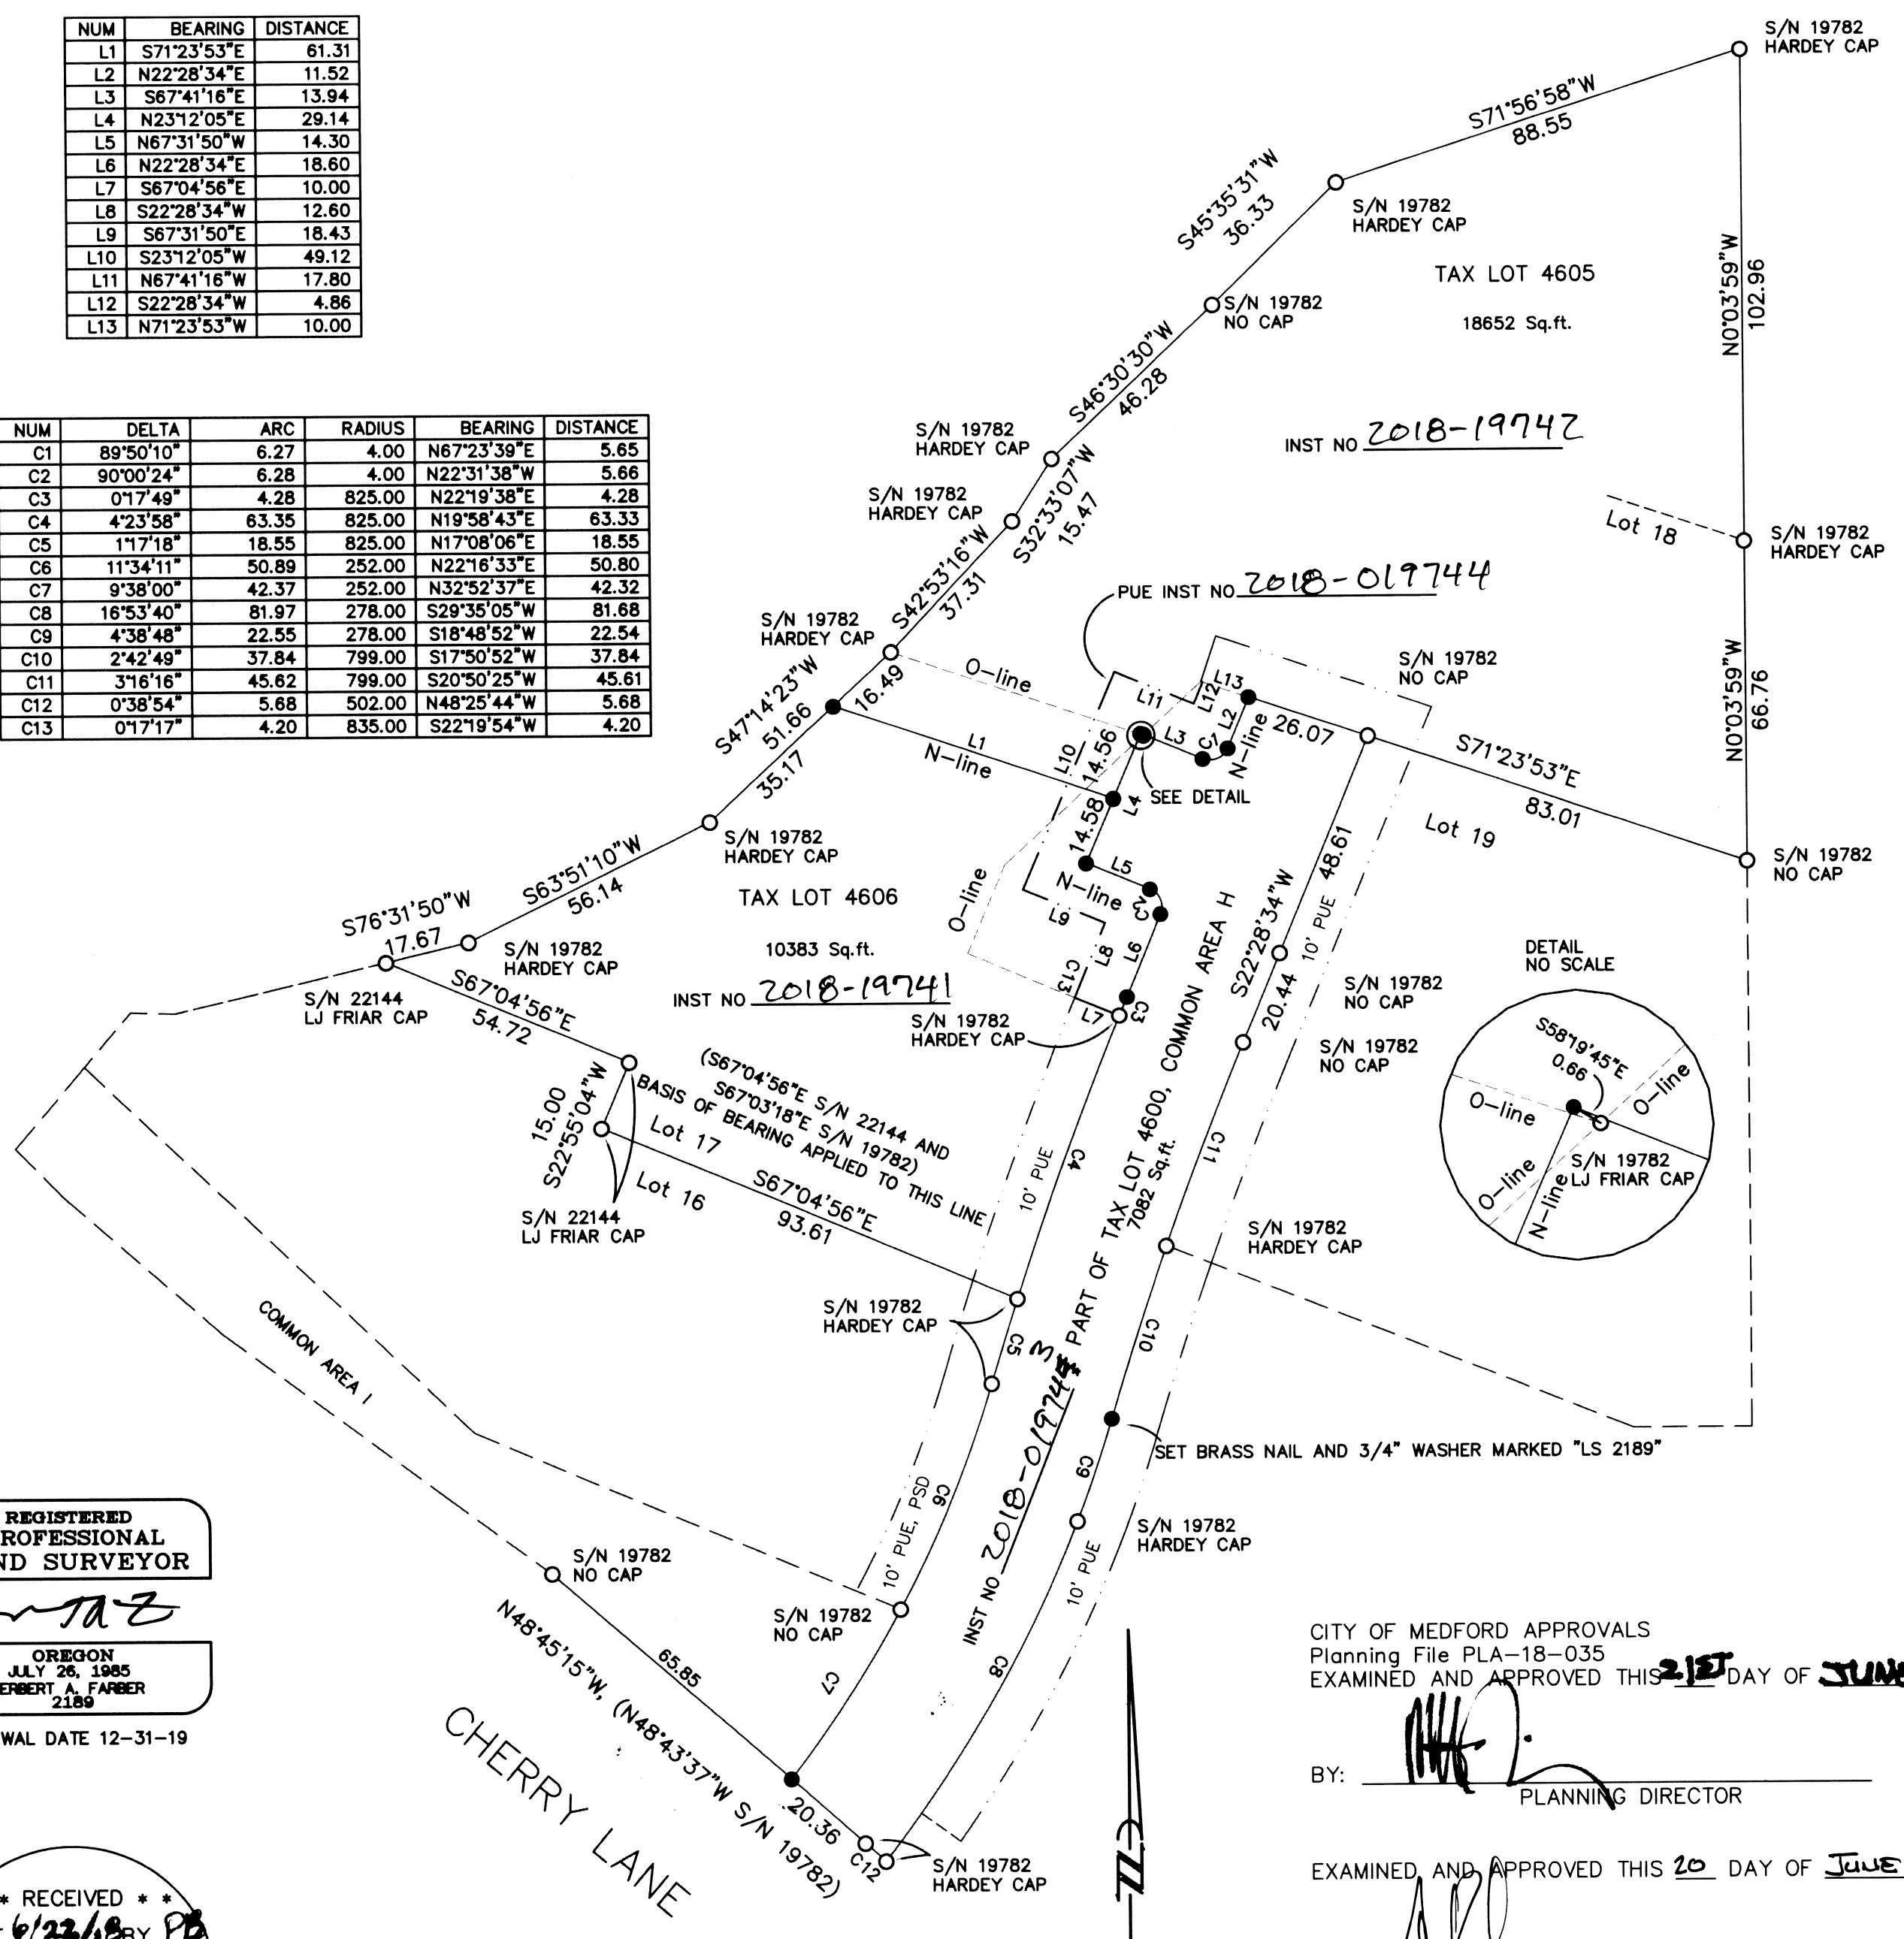 NUM BEARING DISTANCE
L1 S71°23'53"E 61.31
L2 N22°28'34"E 11.52
L3 S67°41'16"E 13.94
L4 N23°12'05"E 29.14
L5 N67°31'50"W 14.30
L6 N22°28'34"E 18.60
L7 S67°04'56"E 10.00
L8 S22°28'34"W 12.60
L9 S67°31'50"E 18.43
L10 S23°12'05"W 49.12
L11 N67°41'16"W 17.80
L12 S22°28'34"W 4.86
L13 N71°23'53"W 10.00
NUM DELTA ARC RADIUS BEARING DISTANCE
C1 89°50'10" 6.27 4.00 N67°23'39"E 5.65
C2 90°00'24" 6.28 4.00 N22°31'38"W 5.66
C3 0°17'49" 4.28 825.00 N22°19'38"E 4.28
C4 4°23'58" 63.35 825.00 N19°58'43"E 63.33
C5 1°17'18" 18.55 825.00 N17°08'06"E 18.55
C6 11°34'11" 50.89 252.00 N22°16'33"E 50.80
C7 9°38'00" 42.37 252.00 N32°52'37"E 42.32
C8 16°53'40" 81.97 278.00 S29°35'05"W 81.68
C9 4°38'48" 22.55 278.00 S18°48'52"W 22.54
C10 2°42'49" 37.84 799.00 S17°50'52"W 37.84
C11 3°16'16" 45.62 799.00 S20°50'25"W 45.61
C12 0°38'54" 5.68 502.00 N48°25'44"W 5.68
C13 0°17'17" 4.20 835.00 S22°19'54"W 4.20
S/N 19782
HARDEY CAP
S71°56'58"W
88.55
S45°35'31"W
36.33
S/N 19782
HARDEY CAP
TAX LOT 4605
18652 Sq.ft.
N0°03'59"W
102.96
S/N 19782
NO CAP
S46°30'30"W
46.28
S/N 19782
HARDEY CAP
INST NO 2018-19742
S32°33'07"W
15.47
S/N 19782
HARDEY CAP
S42°53'16"W
37.31
Lot 18
S/N 19782
HARDEY CAP
PUE INST NO 2018-019744
S/N 19782
HARDEY CAP
S47°14'23"W
51.66
16.49
35.17
O-line
L1
N-line
L10
14.56
14.58
L4
L11
L12
L13
L3
C1
L2
N-line
SEE DETAIL
26.07
S/N 19782
NO CAP
S71°23'53"E
83.01
N0°03'59"W
66.76
Lot 19
S/N 19782
NO CAP
S/N 19782
HARDEY CAP
S63°51'10"W
56.14
S76°31'50"W
17.67
S/N 19782
HARDEY CAP
TAX LOT 4606
10383 Sq.ft.
INST NO 2018-19741
O-line
L5
N-line
C2
L9
L8
L6
C13
L7
C3
S/N 19782
HARDEY CAP
S22°28'34"W
48.61
10' PUE
20.44
S/N 19782
NO CAP
S/N 19782
NO CAP
DETAIL
NO SCALE
S58°19'45"E
0.66
O-line
O-line
O-line
N-line
S/N 19782
LJ FRIAR CAP
S/N 22144
LJ FRIAR CAP
S67°04'56"E
54.72
15.00
S22°55'04"W
(S67°04'56"E S/N 22144 AND
S67°03'18"E S/N 19782)
BASIS OF BEARING APPLIED TO THIS LINE
Lot 17
Lot 16
S67°04'56"E
93.61
S/N 22144
LJ FRIAR CAP
10' PUE
C4
C11
PART OF TAX LOT 4600, COMMON AREA H
7082 Sq.ft.
S/N 19782
HARDEY CAP
S/N 19782
HARDEY CAP
C5
C10
COMMON AREA I
INST NO 2018-01974 3
SET BRASS NAIL AND 3/4" WASHER MARKED "LS 2189"
C9
C6
10' PUE, PSD
S/N 19782
HARDEY CAP
10' PUE
S/N 19782
NO CAP
S/N 19782
NO CAP
C7
C8
65.85
N48°45'15"W, (N48°43'37"W S/N 19782)
20.36
C12
S/N 19782
HARDEY CAP
CHERRY LANE
REGISTERED
ROFESSIONAL
ND SURVEYOR
OREGON
JULY 26, 1985
ERBERT A. FARBER
2189
WAL DATE 12-31-19
* RECEIVED * *
6/22/18 BY PB
CITY OF MEDFORD APPROVALS
Planning File PLA-18-035
EXAMINED AND APPROVED THIS 21ST DAY OF JUNE
BY:
PLANNING DIRECTOR
EXAMINED AND APPROVED THIS 20 DAY OF JUNE